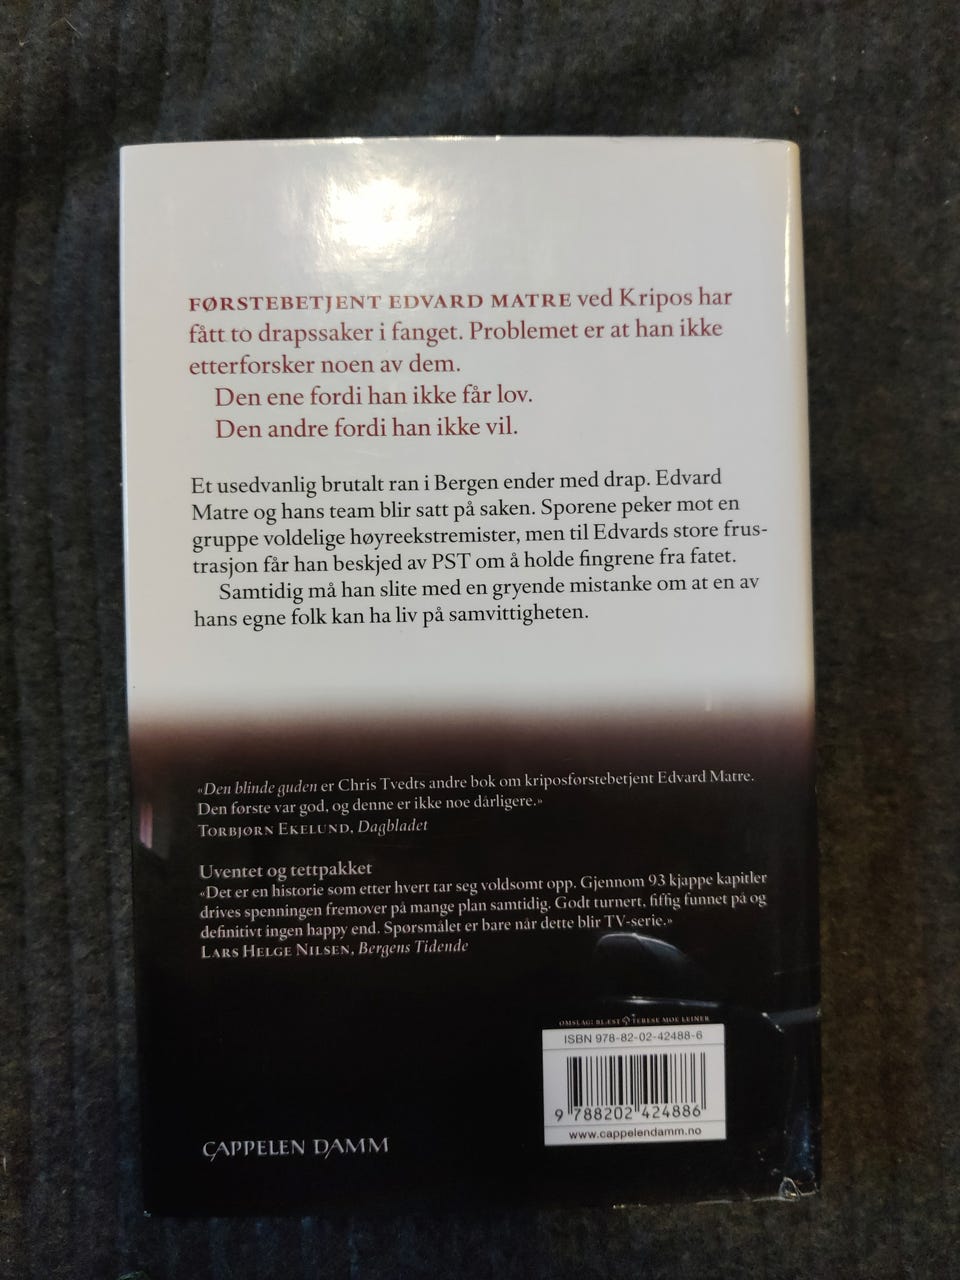 FØRSTEBETJENT EDVARD MATRE ved Kripos har
fått to drapssaker i fanget. Problemet er at han ikke
etterforsker noen av dem.
Den ene fordi han ikke får lov.
Den andre fordi han ikke vil.
Et usedvanlig brutalt ran i Bergen ender med drap. Edvard
Matre og hans team blir satt på saken. Sporene peker mot en
gruppe voldelige høyreekstremister, men til Edvards store frus-
trasjon får han beskjed av PST om å holde fingrene fra fatet.
Samtidig må han slite med en gryende mistanke om at en av
hans egne folk kan ha liv på samvittigheten.
«Den blinde guden er Chris Tvedts andre bok om kriposførstebetjent Edvard Matre.
Den første var god, og denne er ikke noe dårligere.»
TORBJØRN EKELUND, Dagbladet
Uventet og tettpakket
«Det er en historie som etter hvert tar seg voldsomt opp. Gjennom 93 kjappe kapitler
drives spenningen fremover på mange plan samtidig. Godt turnert, fiffig funnet på og
definitivt ingen happy end. Spørsmålet er bare når dette blir TV-serie.»
LARS HELGE NILSEN, Bergens Tidende
OMSLAG: BLÆST TERESE MOE LEINER
ISBN 978-82-02-42488-6
9 788202 424886
www.cappelendamm.no
CAPPELEN DAMM